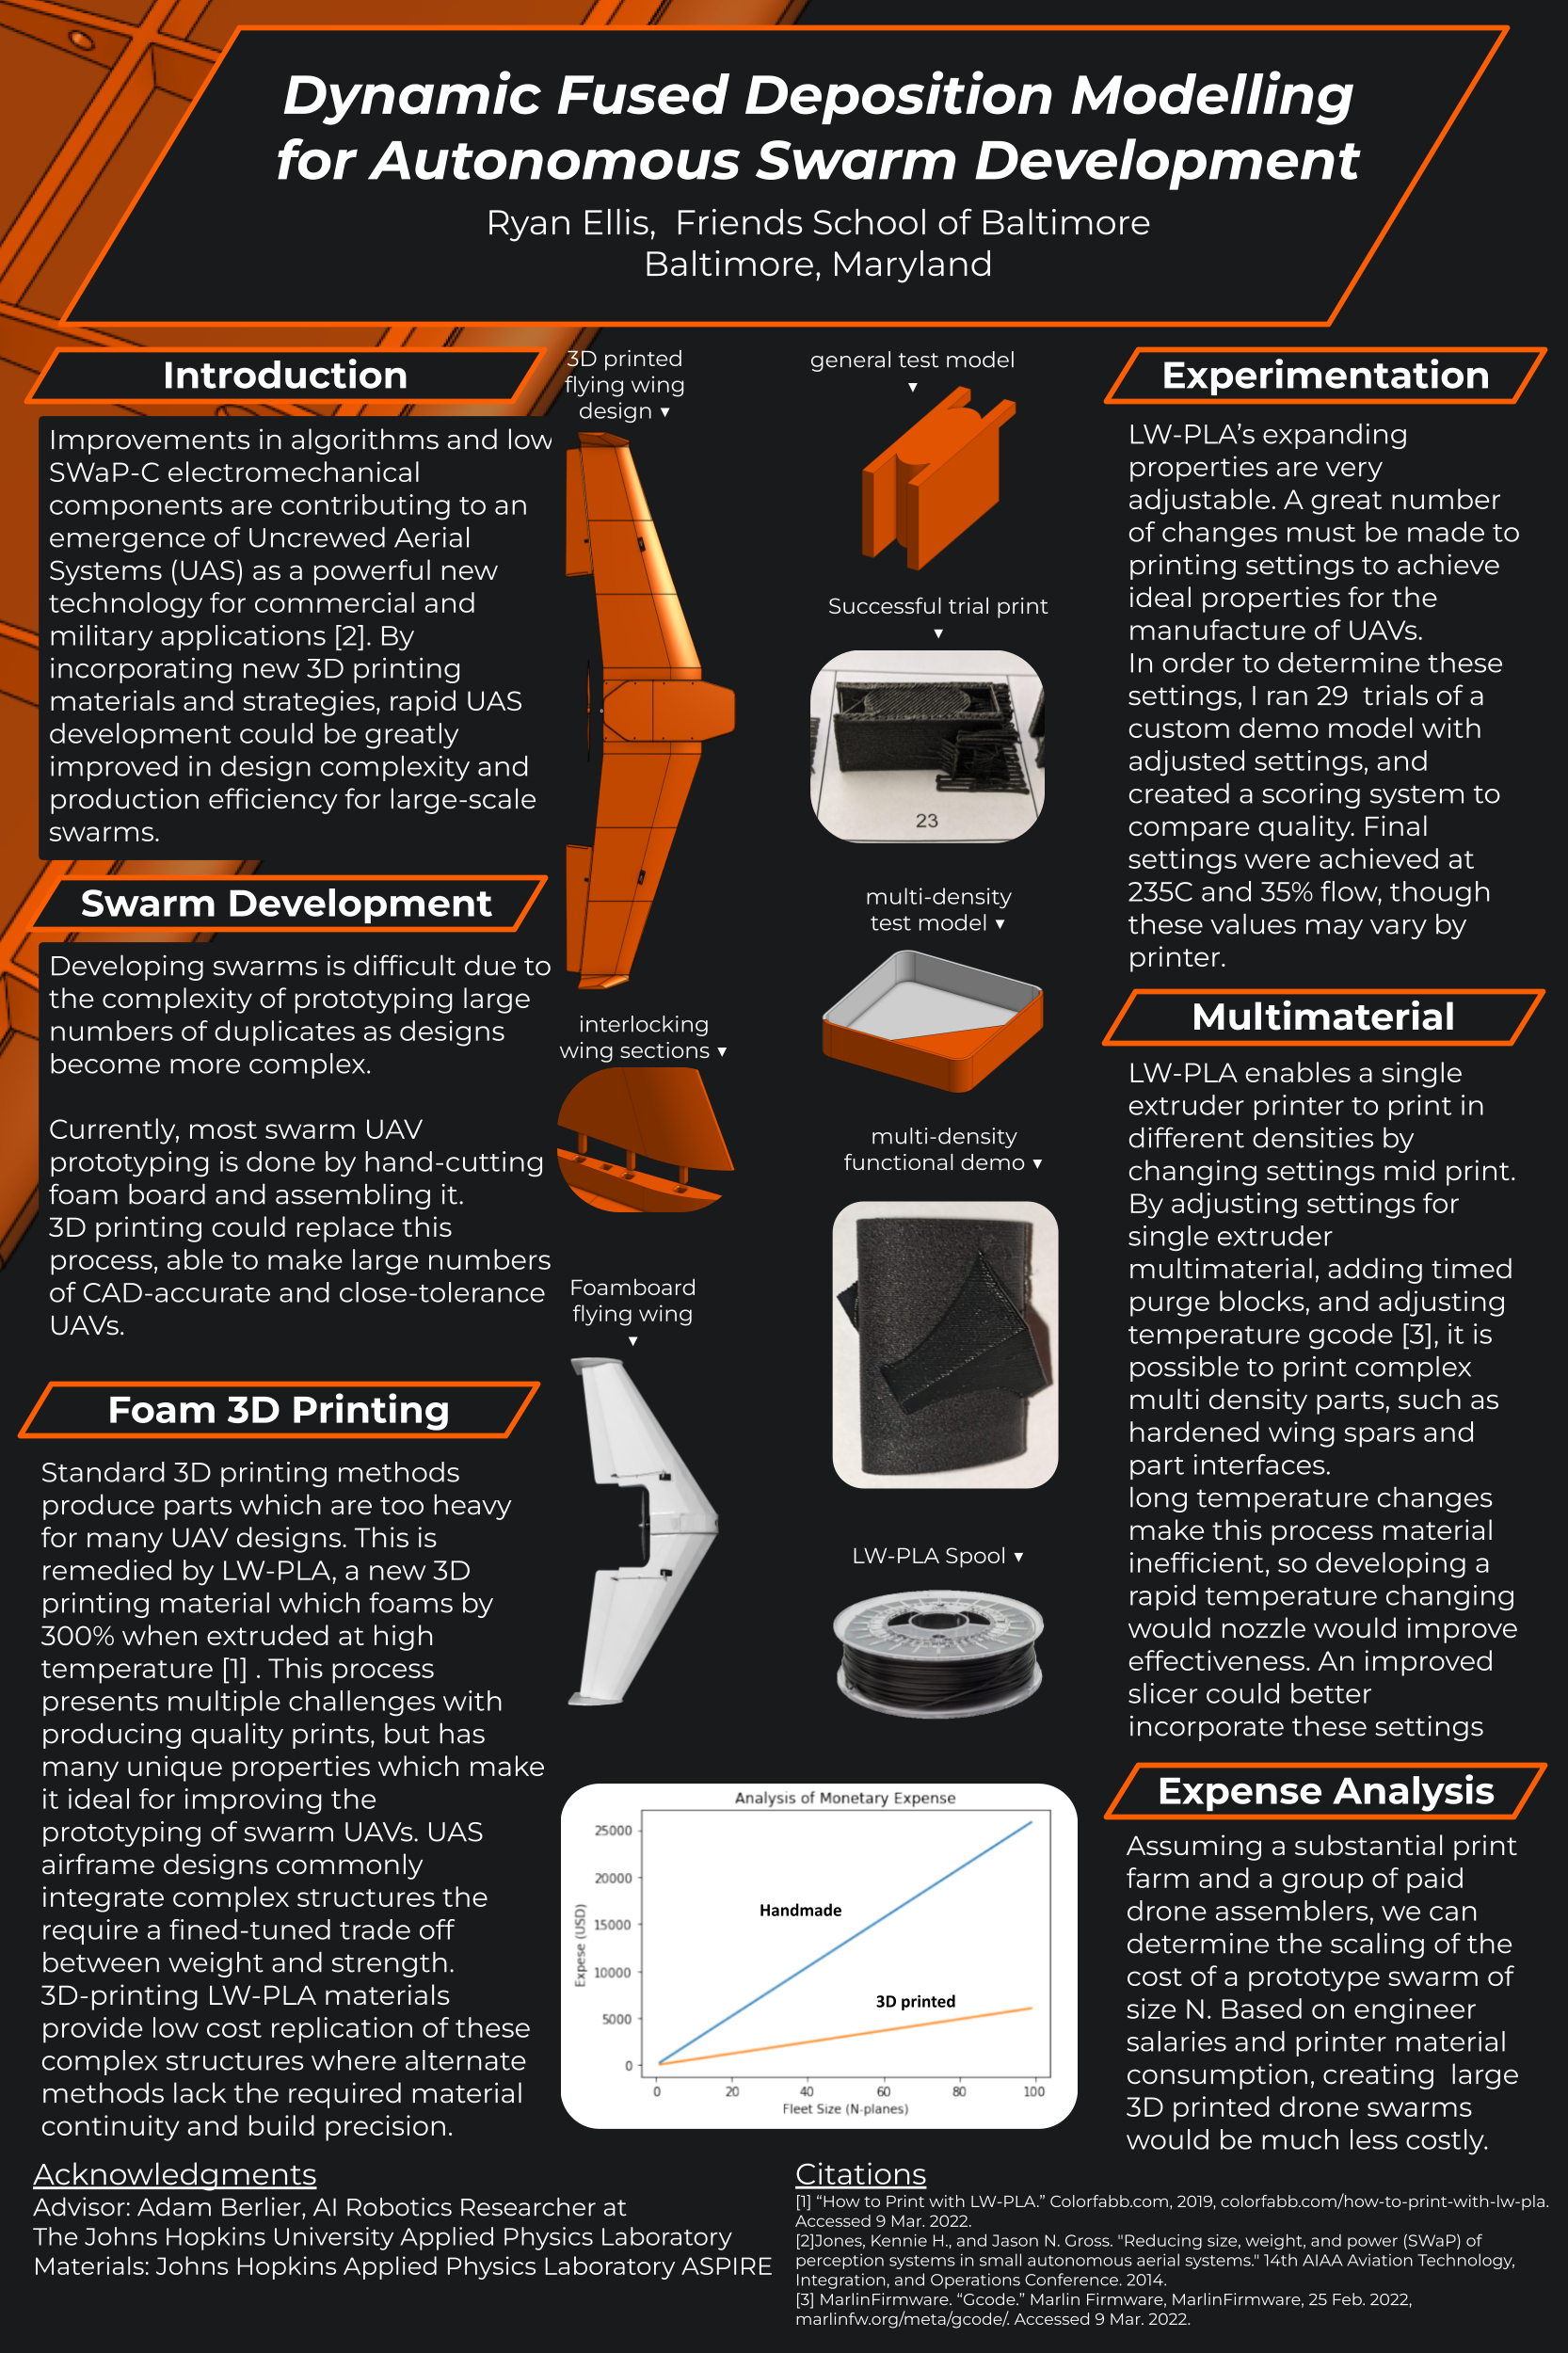 Dynamic Fused Deposition Modelling
for Autonomous Swarm Development
Ryan Ellis,  Friends School of Baltimore
Baltimore, Maryland
Introduction
Improvements in algorithms and low
SWaP-C electromechanical
components are contributing to an
emergence of Uncrewed Aerial
Systems (UAS) as a powerful new
technology for commercial and
military applications [2]. By
incorporating new 3D printing
materials and strategies, rapid UAS
development could be greatly
improved in design complexity and
production efficiency for large-scale
swarms.
Swarm Development
Developing swarms is difficult due to
the complexity of prototyping large
numbers of duplicates as designs
become more complex.
Currently, most swarm UAV
prototyping is done by hand-cutting
foam board and assembling it.
3D printing could replace this
process, able to make large numbers
of CAD-accurate and close-tolerance
UAVs.
Foam 3D Printing
Standard 3D printing methods
produce parts which are too heavy
for many UAV designs. This is
remedied by LW-PLA, a new 3D
printing material which foams by
300% when extruded at high
temperature [1] . This process
presents multiple challenges with
producing quality prints, but has
many unique properties which make
it ideal for improving the
prototyping of swarm UAVs. UAS
airframe designs commonly
integrate complex structures the
require a fined-tuned trade off
between weight and strength.
3D-printing LW-PLA materials
provide low cost replication of these
complex structures where alternate
methods lack the required material
continuity and build precision.
3D printed
flying wing
design ▾
interlocking
wing sections ▾
Foamboard
flying wing
▾
general test model
▾
Successful trial print
▾
23
multi-density
test model ▾
multi-density
functional demo ▾
LW-PLA Spool ▾
Analysis of Monetary Expense
25000
20000
15000
10000
5000
0
Expese (USD)
Handmade
3D printed
0 20 40 60 80 100
Fleet Size (N-planes)
Experimentation
LW-PLA’s expanding
properties are very
adjustable. A great number
of changes must be made to
printing settings to achieve
ideal properties for the
manufacture of UAVs.
In order to determine these
settings, I ran 29  trials of a
custom demo model with
adjusted settings, and
created a scoring system to
compare quality. Final
settings were achieved at
235C and 35% flow, though
these values may vary by
printer.
Multimaterial
LW-PLA enables a single
extruder printer to print in
different densities by
changing settings mid print.
By adjusting settings for
single extruder
multimaterial, adding timed
purge blocks, and adjusting
temperature gcode [3], it is
possible to print complex
multi density parts, such as
hardened wing spars and
part interfaces.
long temperature changes
make this process material
inefficient, so developing a
rapid temperature changing
would nozzle would improve
effectiveness. An improved
slicer could better
incorporate these settings
Expense Analysis
Assuming a substantial print
farm and a group of paid
drone assemblers, we can
determine the scaling of the
cost of a prototype swarm of
size N. Based on engineer
salaries and printer material
consumption, creating  large
3D printed drone swarms
would be much less costly.
Acknowledgments
Advisor: Adam Berlier, AI Robotics Researcher at
The Johns Hopkins University Applied Physics Laboratory
Materials: Johns Hopkins Applied Physics Laboratory ASPIRE
Citations
[1] “How to Print with LW-PLA.” Colorfabb.com, 2019, colorfabb.com/how-to-print-with-lw-pla.
Accessed 9 Mar. 2022.
[2]Jones, Kennie H., and Jason N. Gross. "Reducing size, weight, and power (SWaP) of
perception systems in small autonomous aerial systems." 14th AIAA Aviation Technology,
Integration, and Operations Conference. 2014.
[3] MarlinFirmware. “Gcode.” Marlin Firmware, MarlinFirmware, 25 Feb. 2022,
marlinfw.org/meta/gcode/. Accessed 9 Mar. 2022.